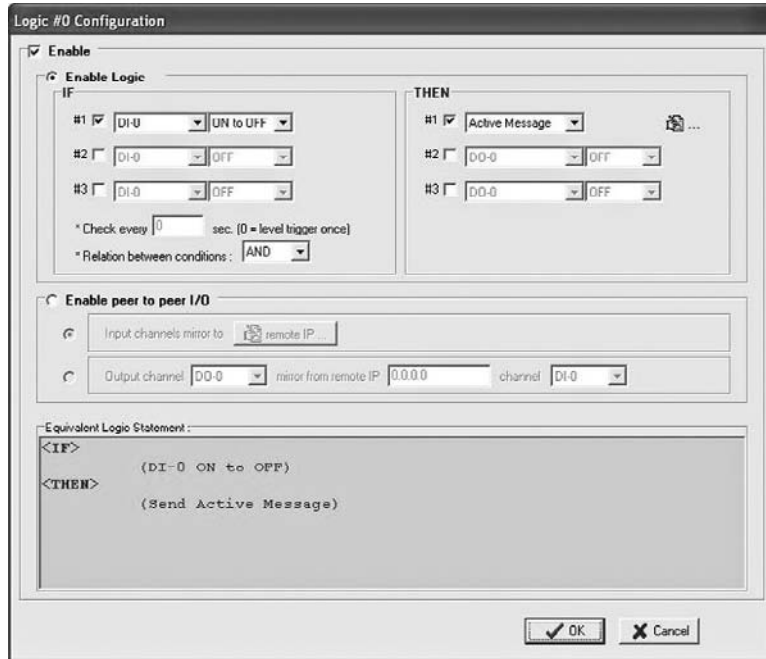 Logic #0 Configuration
Enable
Enable Logic
IF
#1 DI-0 ON to OFF
#2 DI-0 OFF
#3 DI-0 OFF
* Check every 0 sec. (0 = level trigger once)
* Relation between conditions : AND
THEN
#1 Active Message ...
#2 DO-0 OFF
#3 DO-0 OFF
Enable peer to peer I/O
Input channels mirror to remote IP ...
Output channel DO-0 mirror from remote IP 0.0.0.0 channel DI-0
Equivalent Logic Statement :
<IF>
(DI-0 ON to OFF)
<THEN>
(Send Active Message)
OK Cancel